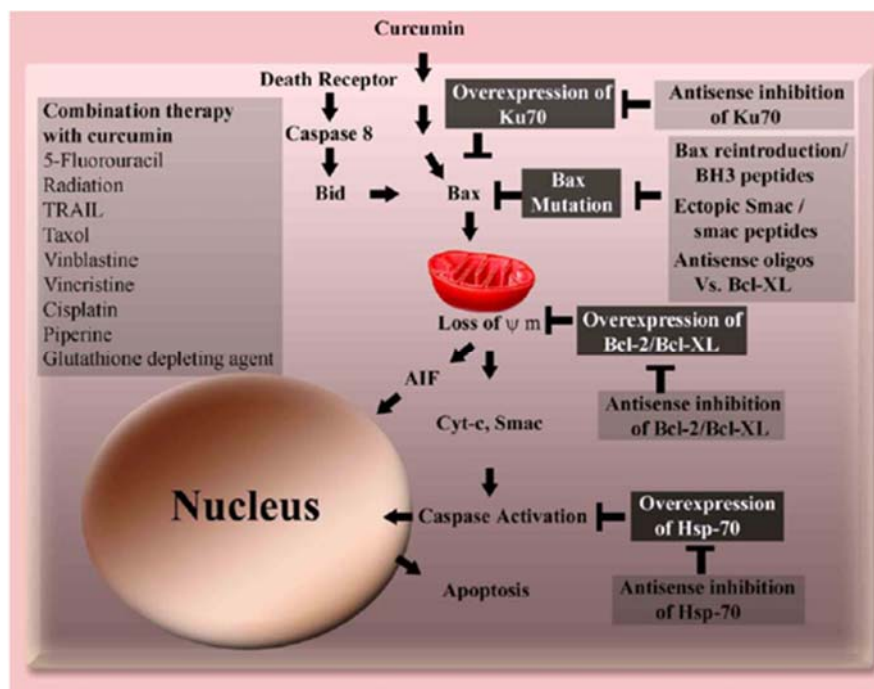 Curcumin
Death Receptor
Caspase 8
Bid
Bax
Combination therapy
with curcumin
5-Fluorouracil
Radiation
TRAIL
Taxol
Vinblastine
Vincristine
Cisplatin
Piperine
Glutathione depleting agent
Overexpression of
Ku70
Antisense inhibition
of Ku70
Bax
Mutation
Bax reintroduction/
BH3 peptides
Ectopic Smac /
smac peptides
Antisense oligos
Vs. Bcl-XL
Loss of ψ m
Overexpression of
Bcl-2/Bcl-XL
Antisense inhibition
of Bcl-2/Bcl-XL
AIF
Cyt-c, Smac
Nucleus
Caspase Activation
Overexpression
of Hsp-70
Antisense inhibition
of Hsp-70
Apoptosis